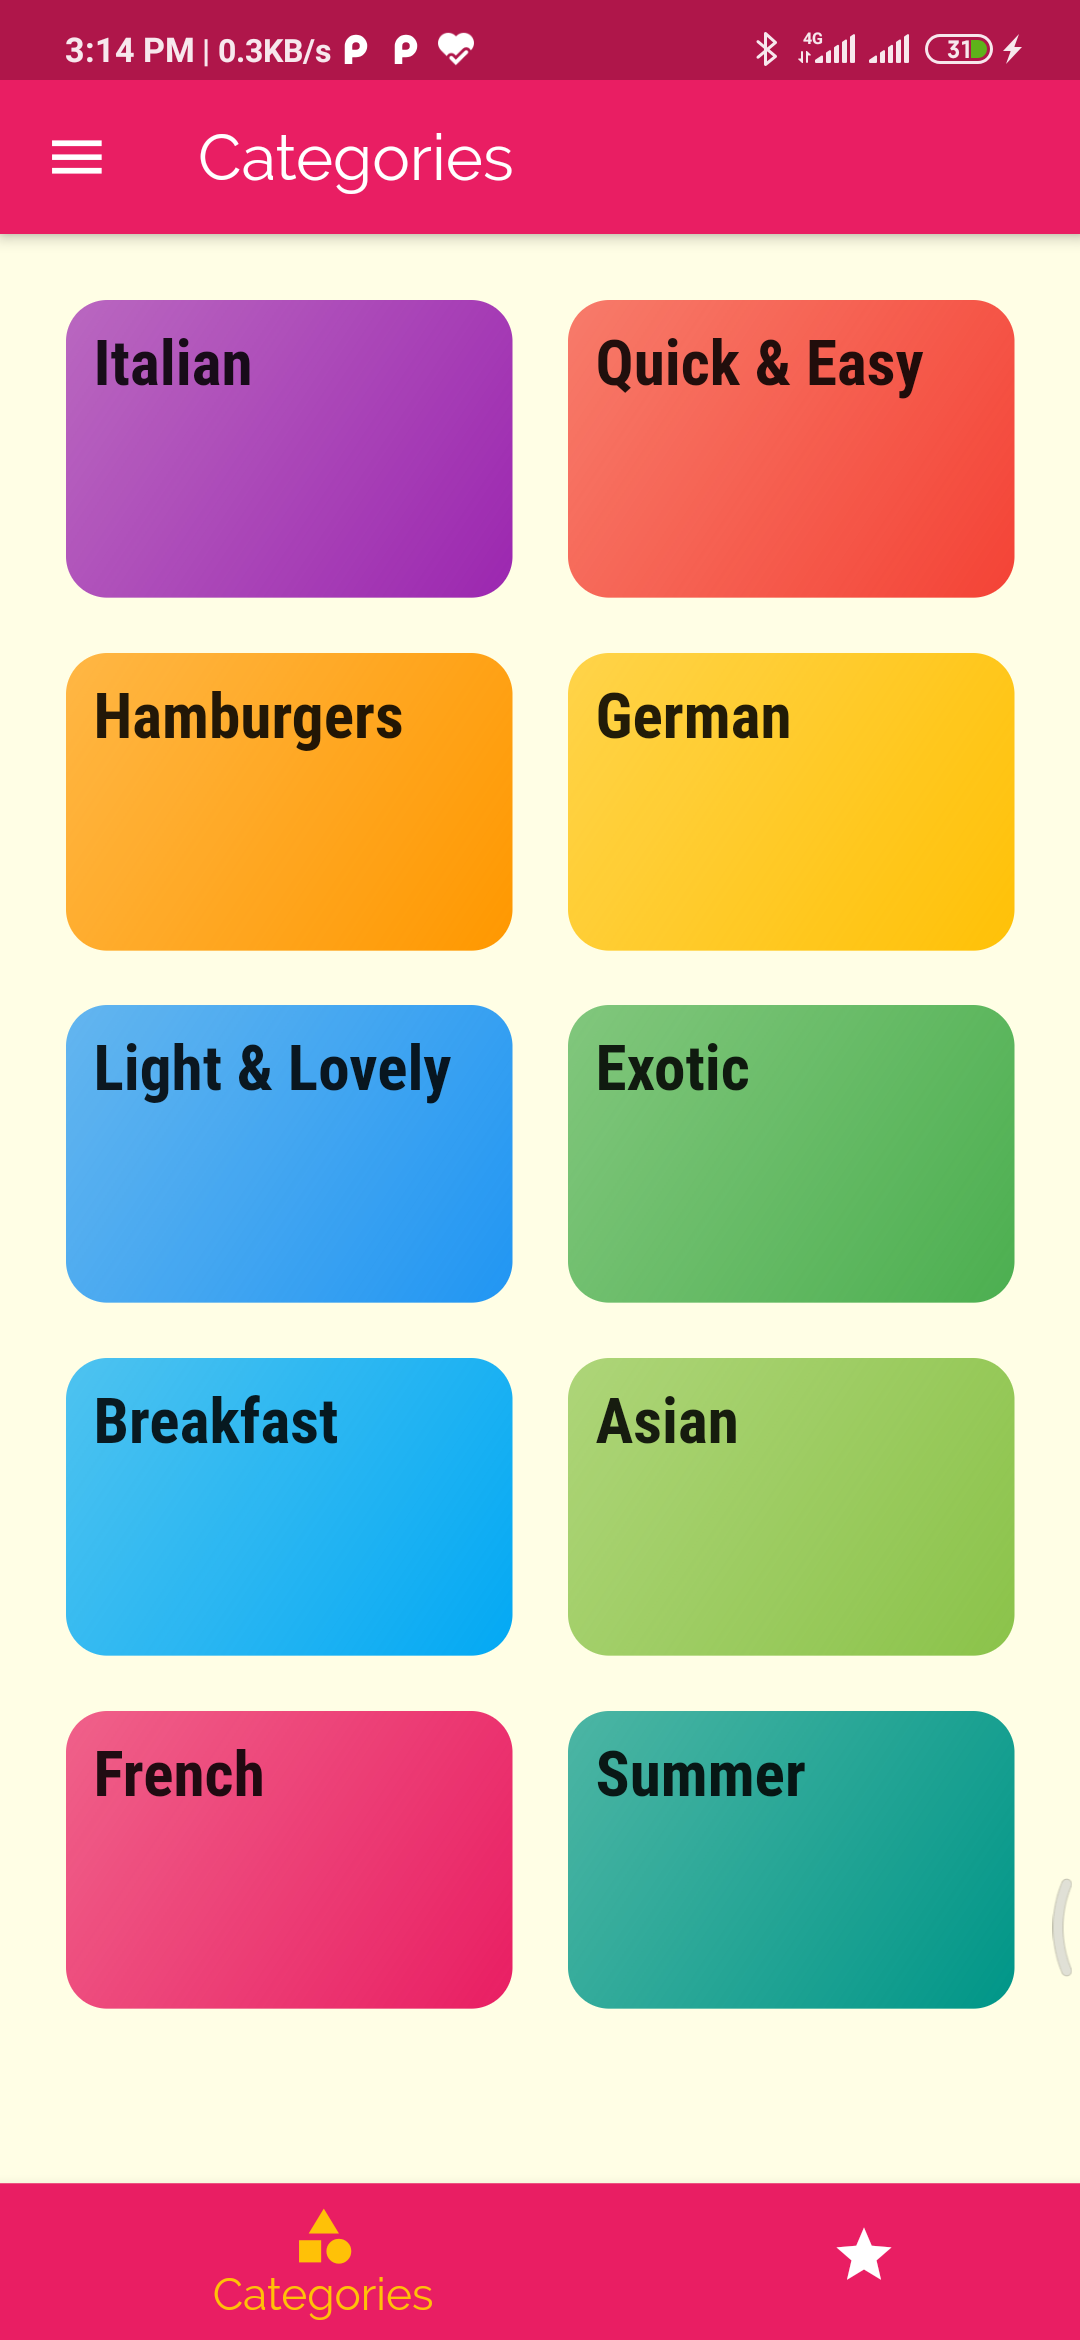 3:14 PM | 0.3KB/s 4G 31
Categories
Italian
Quick & Easy
Hamburgers
German
Light & Lovely
Exotic
Breakfast
Asian
French
Summer
Categories